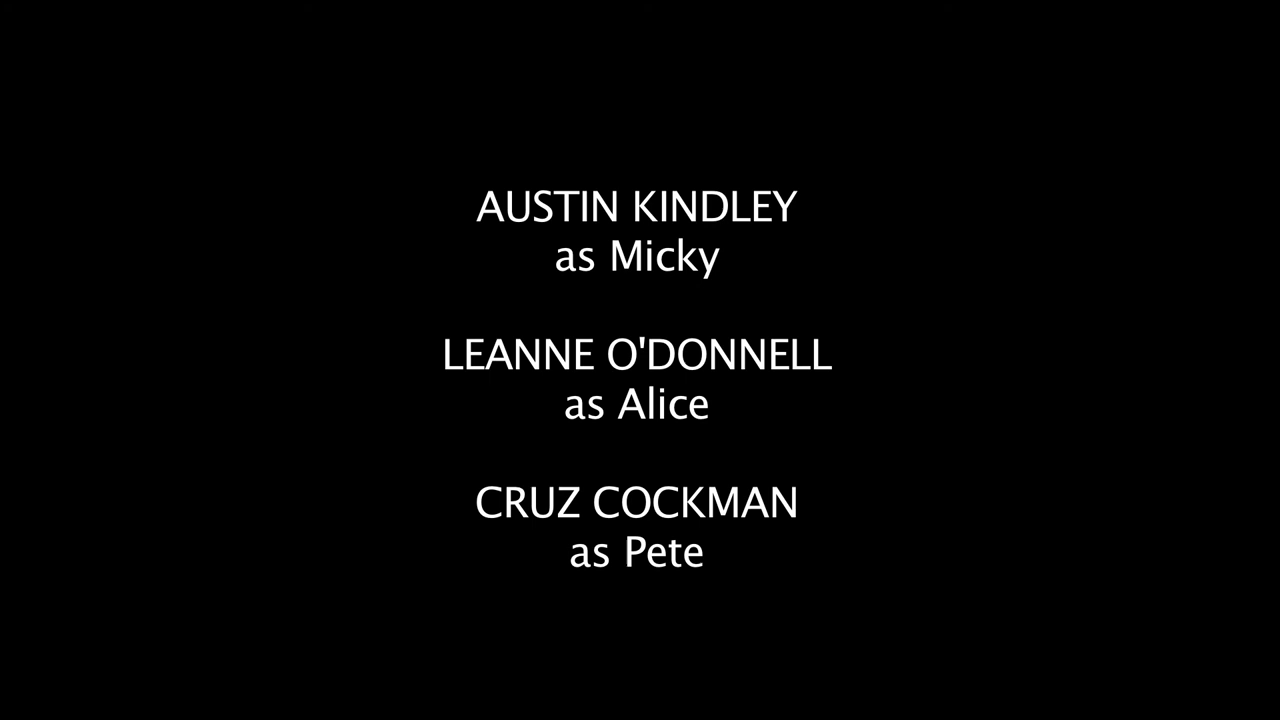 AUSTIN KINDLEY
as Micky
LEANNE O'DONNELL
as Alice
CRUZ COCKMAN
as Pete